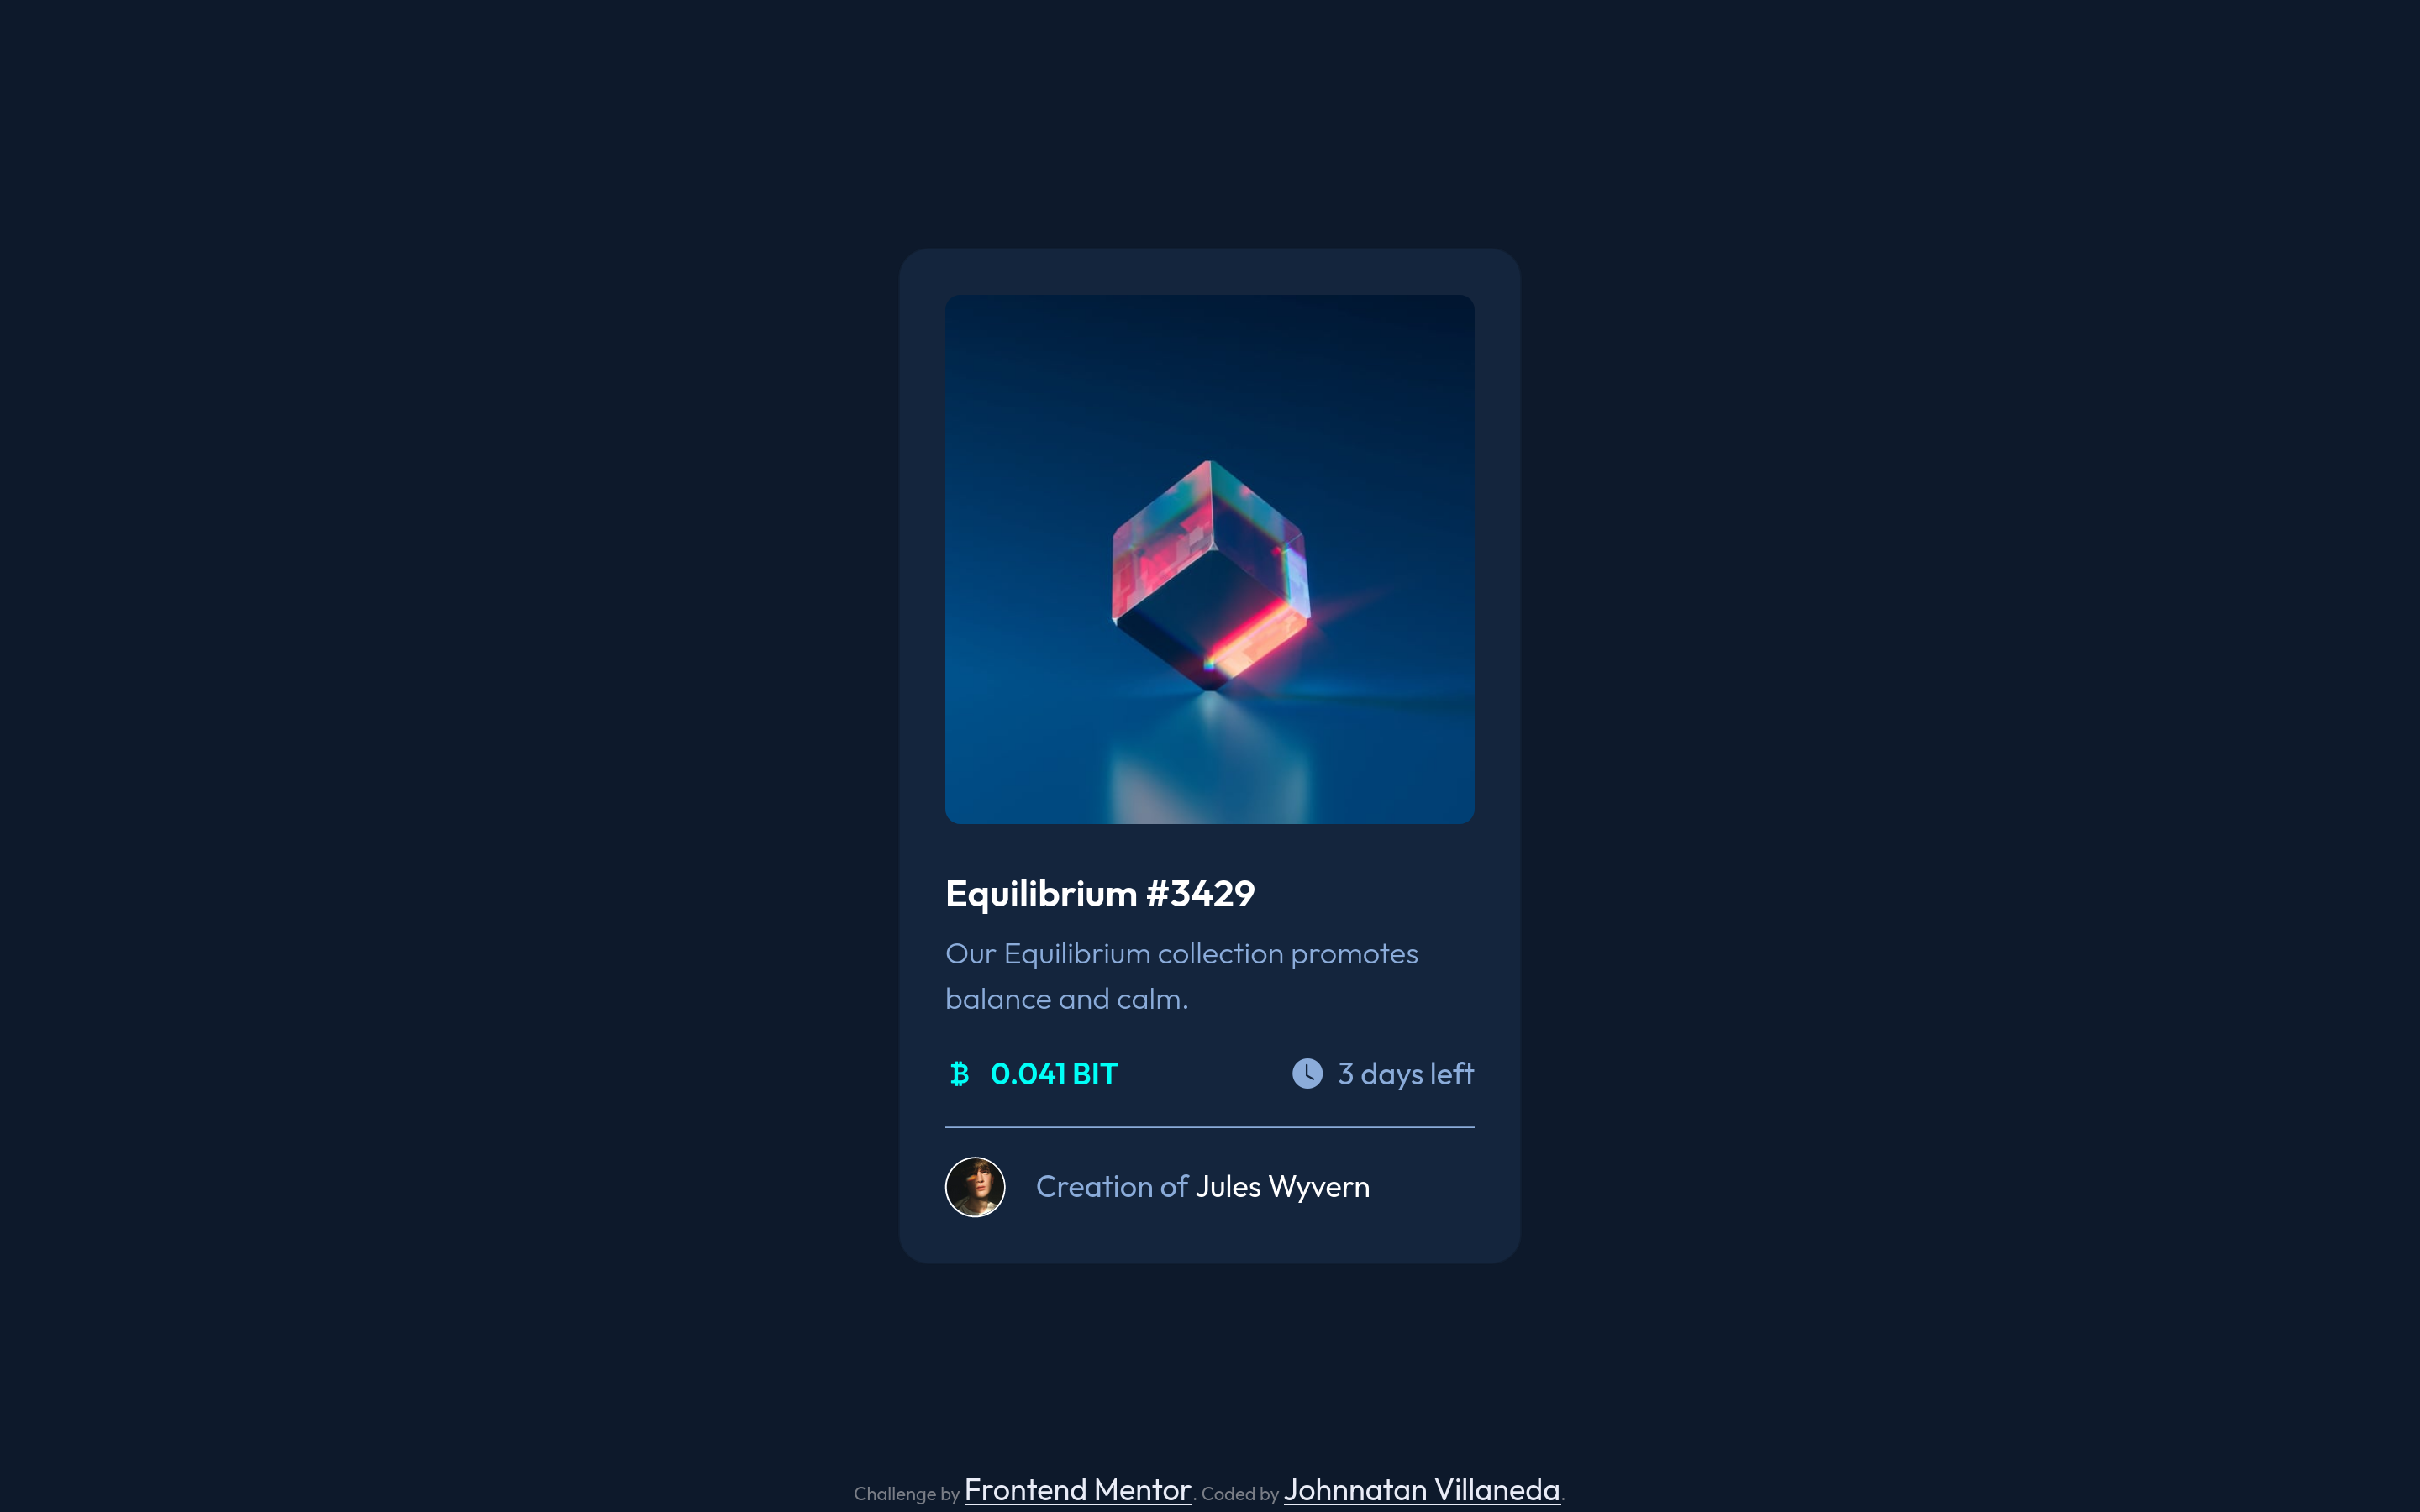 Equilibrium #3429
Our Equilibrium collection promotes
balance and calm.
0.041 BIT 3 days left
Creation of Jules Wyvern
Challenge by Frontend Mentor. Coded by Johnnatan Villaneda.